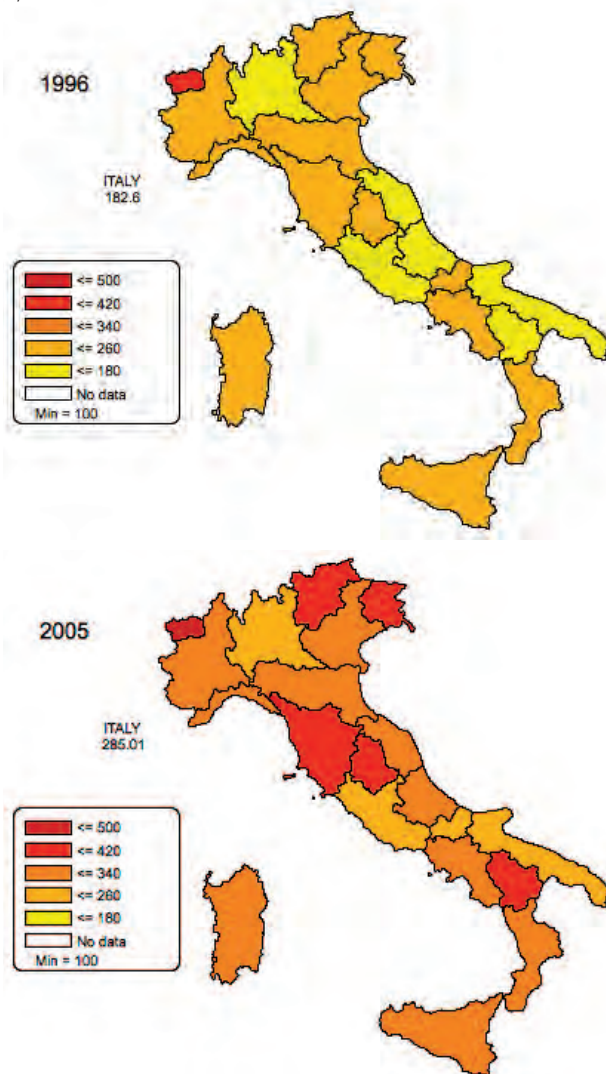 1996
ITALY
182.6
<= 500
<= 420
<= 340
<= 260
<= 180
No data
Min = 100
2005
ITALY
285.01
<= 500
<= 420
<= 340
<= 260
<= 180
No data
Min = 100